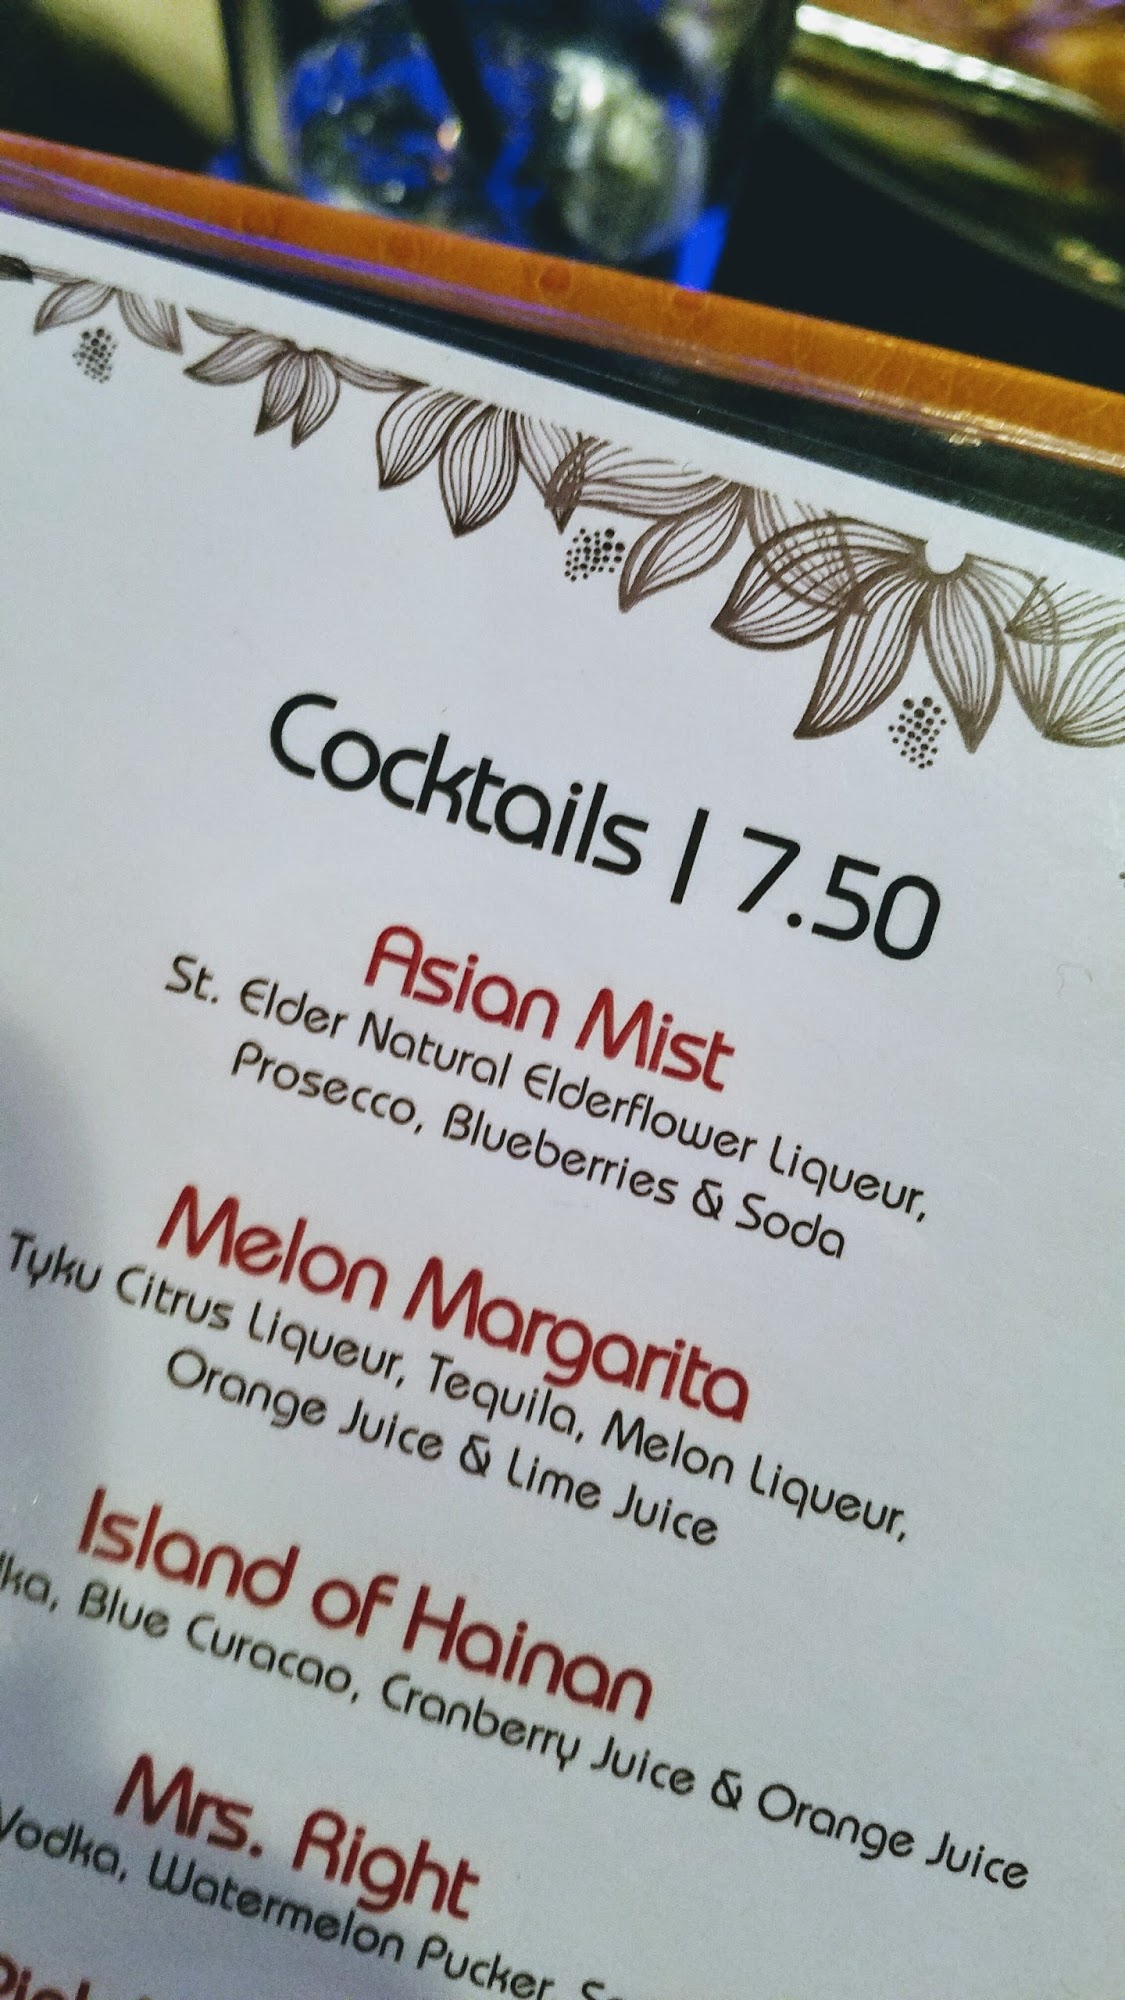 Cocktails | 7.50
Asian Mist
St. Elder Natural Elderflower Liqueur,
Prosecco, Blueberries & Soda
Melon Margarita
Tyku Citrus Liqueur, Tequila, Melon Liqueur,
Orange Juice & Lime Juice
Island of Hainan
Blue Curacao, Cranberry Juice & Orange Juice
Mrs. Right
Vodka, Watermelon Pucker,